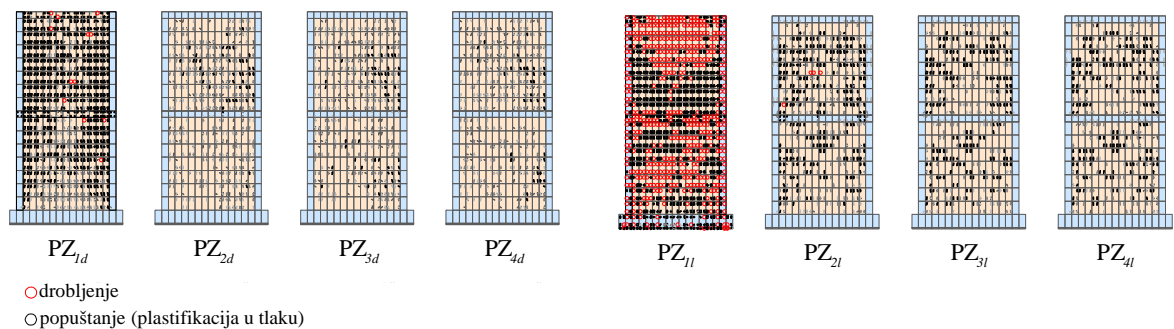 PZ1d PZ2d PZ3d PZ4d PZ1l PZ2l PZ3l PZ4l
drobljenje
popuštanje (plastifikacija u tlaku)